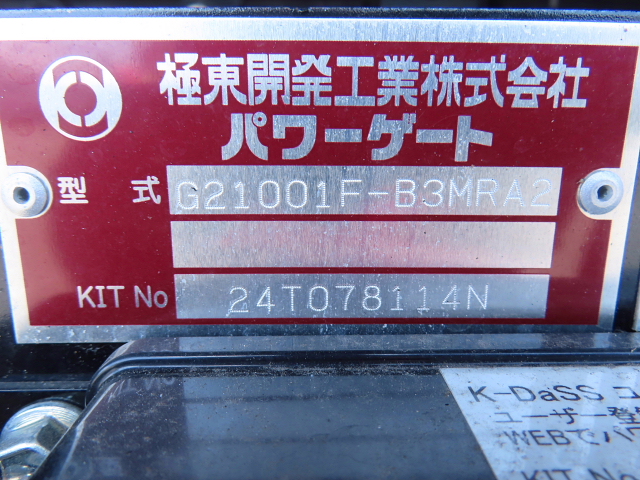 極東開発工業株式会社
パワーゲート
型 式 G21001F-B3MRA2
KIT No 24T078114N
K-DaSS
ユーザー登
WEBでパ
KIT No